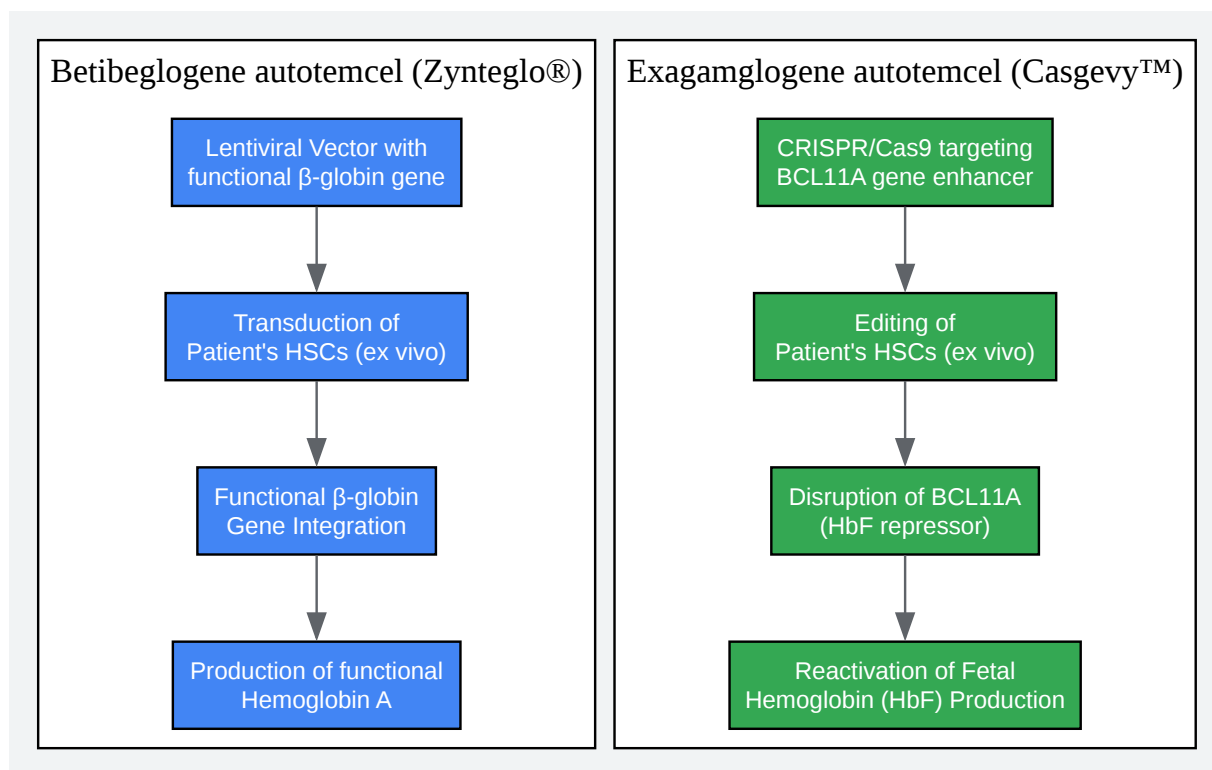 Betibeglogene autotemcel (Zynteglo®)
Lentiviral Vector with
functional β-globin gene
Transduction of
Patient's HSCs (ex vivo)
Functional β-globin
Gene Integration
Production of functional
Hemoglobin A
Exagamglogene autotemcel (Casgevy™)
CRISPR/Cas9 targeting
BCL11A gene enhancer
Editing of
Patient's HSCs (ex vivo)
Disruption of BCL11A
(HbF repressor)
Reactivation of Fetal
Hemoglobin (HbF) Production